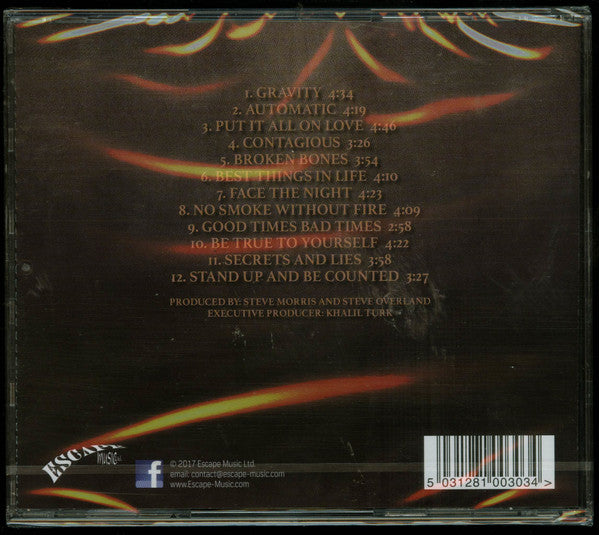 1. GRAVITY 4:34
2. AUTOMATIC 4:19
3. PUT IT ALL ON LOVE 4:46
4. CONTAGIOUS 3:26
5. BROKEN BONES 3:54
6. BEST THINGS IN LIFE 4:10
7. FACE THE NIGHT 4:23
8. NO SMOKE WITHOUT FIRE 4:09
9. GOOD TIMES BAD TIMES 2:58
10. BE TRUE TO YOURSELF 4:22
11. SECRETS AND LIES 3:58
12. STAND UP AND BE COUNTED 3:27
PRODUCED BY: STEVE MORRIS AND STEVE OVERLAND
EXECUTIVE PRODUCER: KHALIL TURK
ESCAPE
music
f
© 2017 Escape Music Ltd.
email: contact@escape-music.com
www.Escape-Music.com
5 031281 003034 >